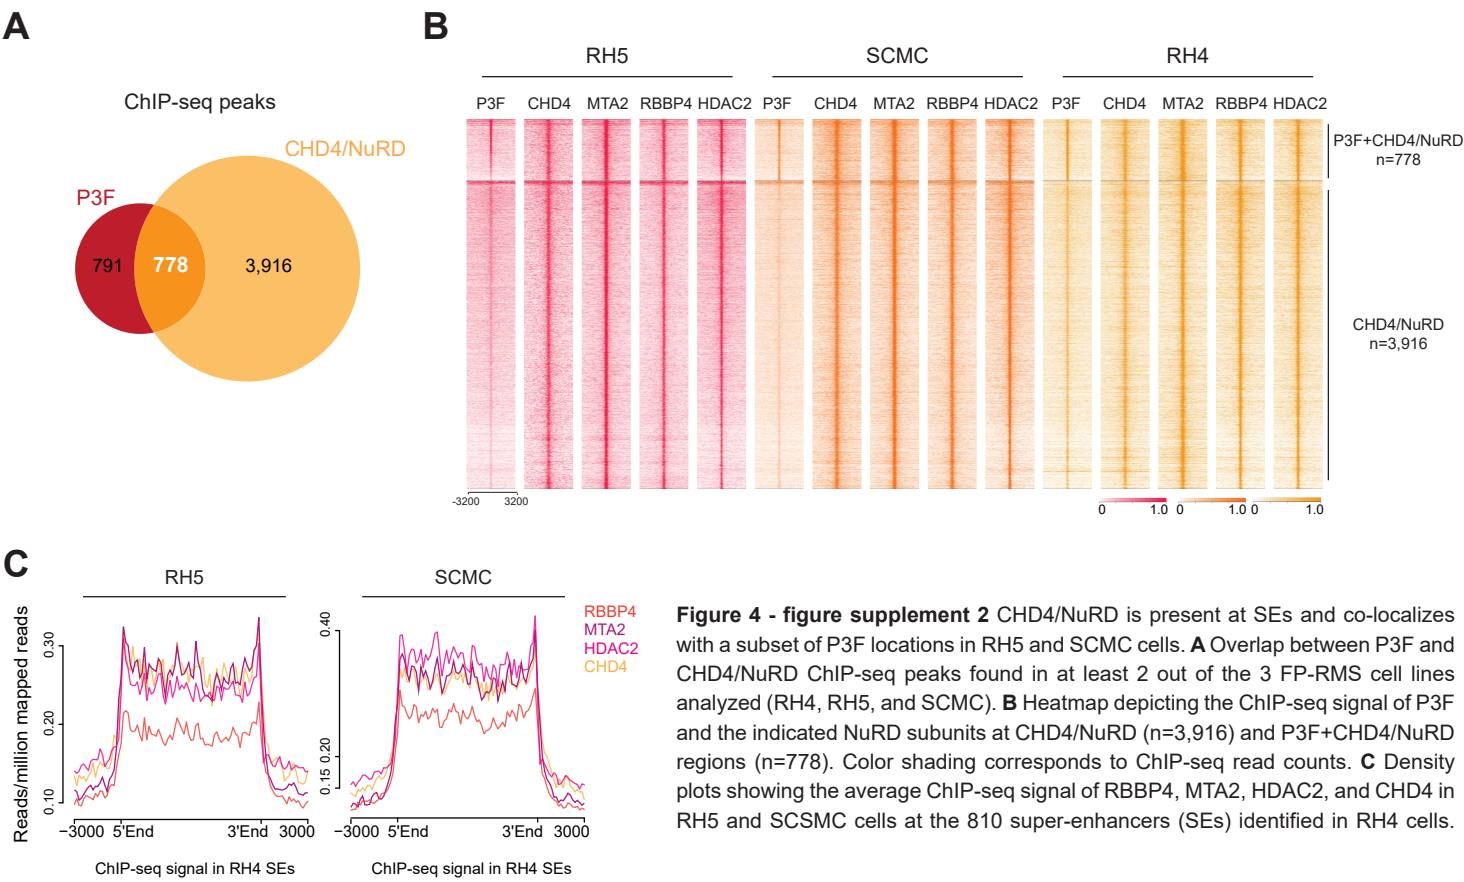 A
ChIP-seq peaks
CHD4/NuRD
P3F
791
778
3,916
B
RH5
SCMC
RH4
P3F CHD4 MTA2 RBBP4 HDAC2 P3F CHD4 MTA2 RBBP4 HDAC2 P3F CHD4 MTA2 RBBP4 HDAC2
P3F+CHD4/NuRD
n=778
CHD4/NuRD
n=3,916
-3200 3200
0 1.0 0 1.0 0 1.0
C
RH5
SCMC
Reads/million mapped reads
0.30
0.20
0.10
−3000 5'End 3'End 3000
ChIP-seq signal in RH4 SEs
0.40
0.20
0.15
−3000 5'End 3'End 3000
ChIP-seq signal in RH4 SEs
RBBP4
MTA2
HDAC2
CHD4
Figure 4 - figure supplement 2 CHD4/NuRD is present at SEs and co-localizes
with a subset of P3F locations in RH5 and SCMC cells. A Overlap between P3F and
CHD4/NuRD ChIP-seq peaks found in at least 2 out of the 3 FP-RMS cell lines
analyzed (RH4, RH5, and SCMC). B Heatmap depicting the ChIP-seq signal of P3F
and the indicated NuRD subunits at CHD4/NuRD (n=3,916) and P3F+CHD4/NuRD
regions (n=778). Color shading corresponds to ChIP-seq read counts. C Density
plots showing the average ChIP-seq signal of RBBP4, MTA2, HDAC2, and CHD4 in
RH5 and SCSMC cells at the 810 super-enhancers (SEs) identified in RH4 cells.